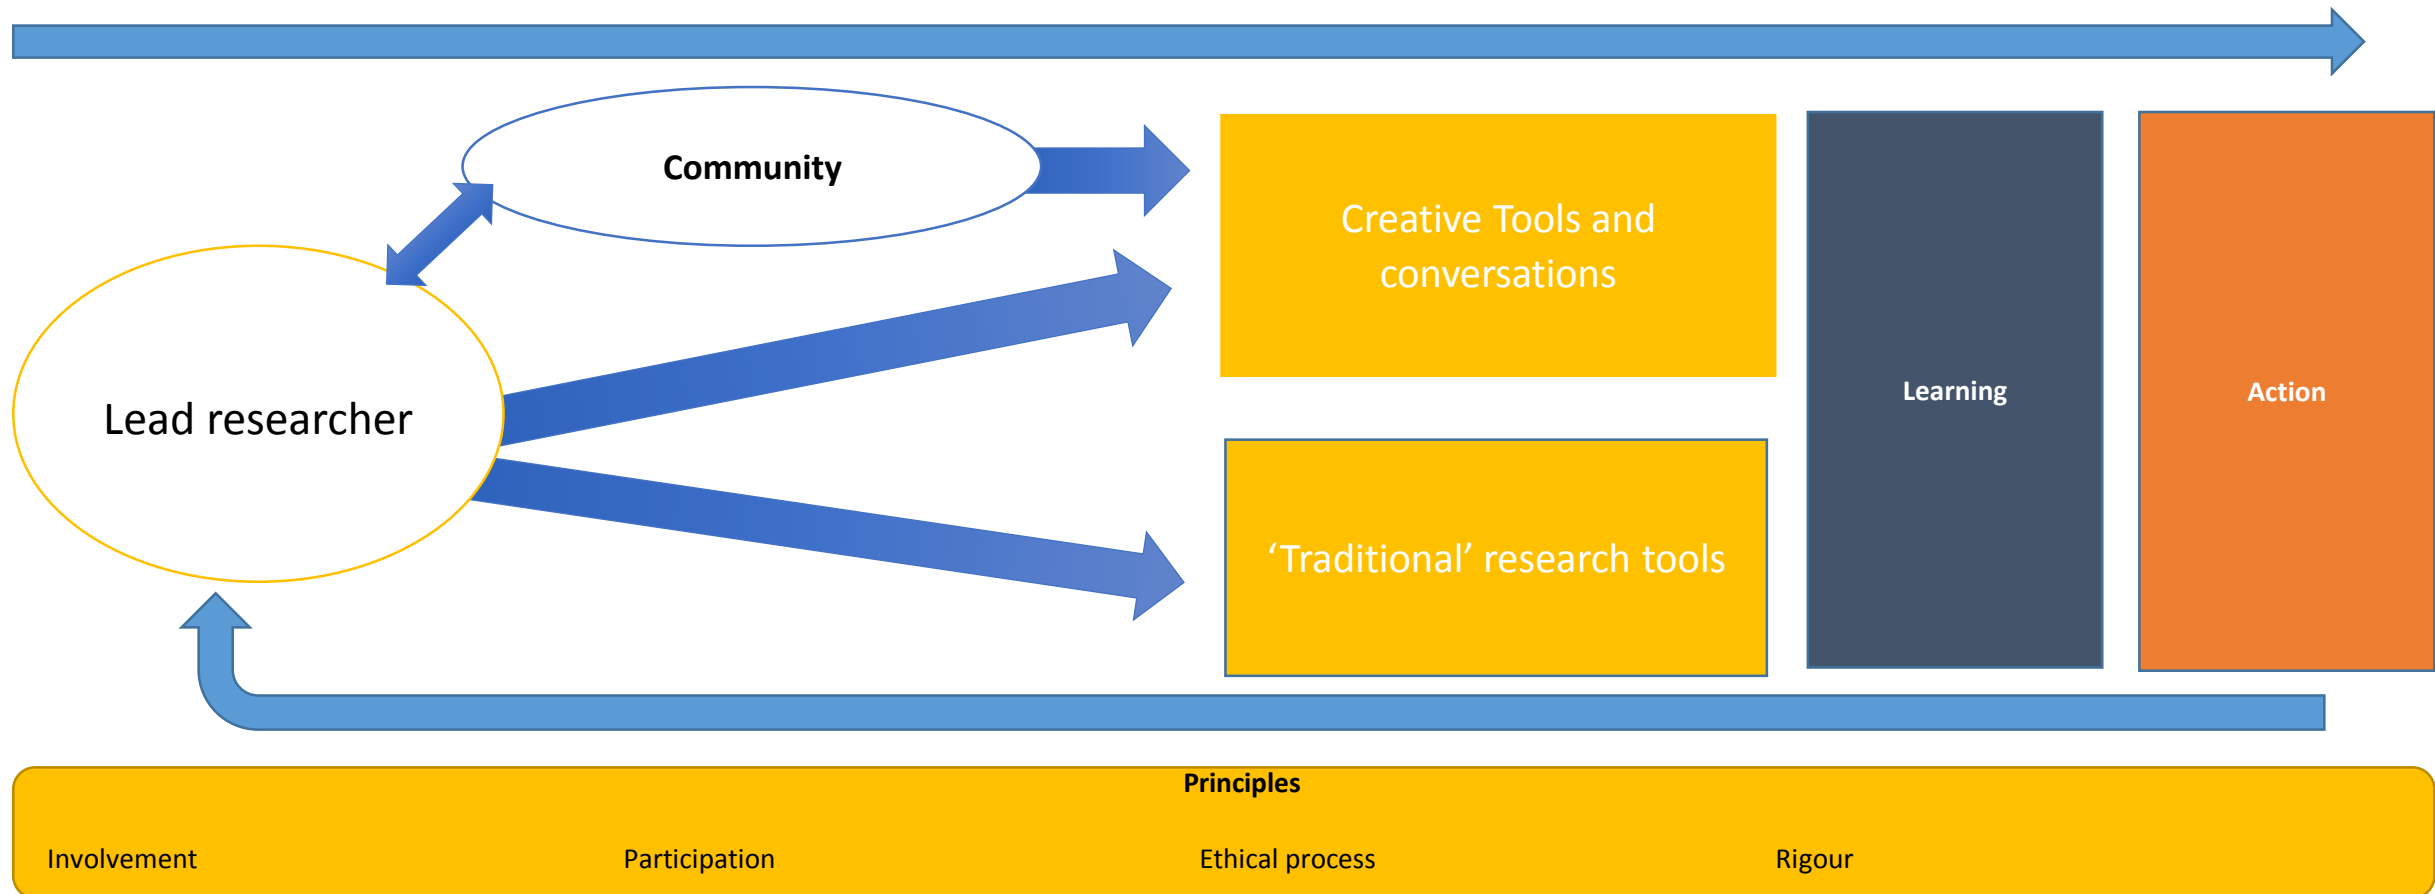 Community
Creative Tools and
conversations
Lead researcher
Learning
Action
‘Traditional’ research tools
Principles
Involvement
Participation
Ethical process
Rigour